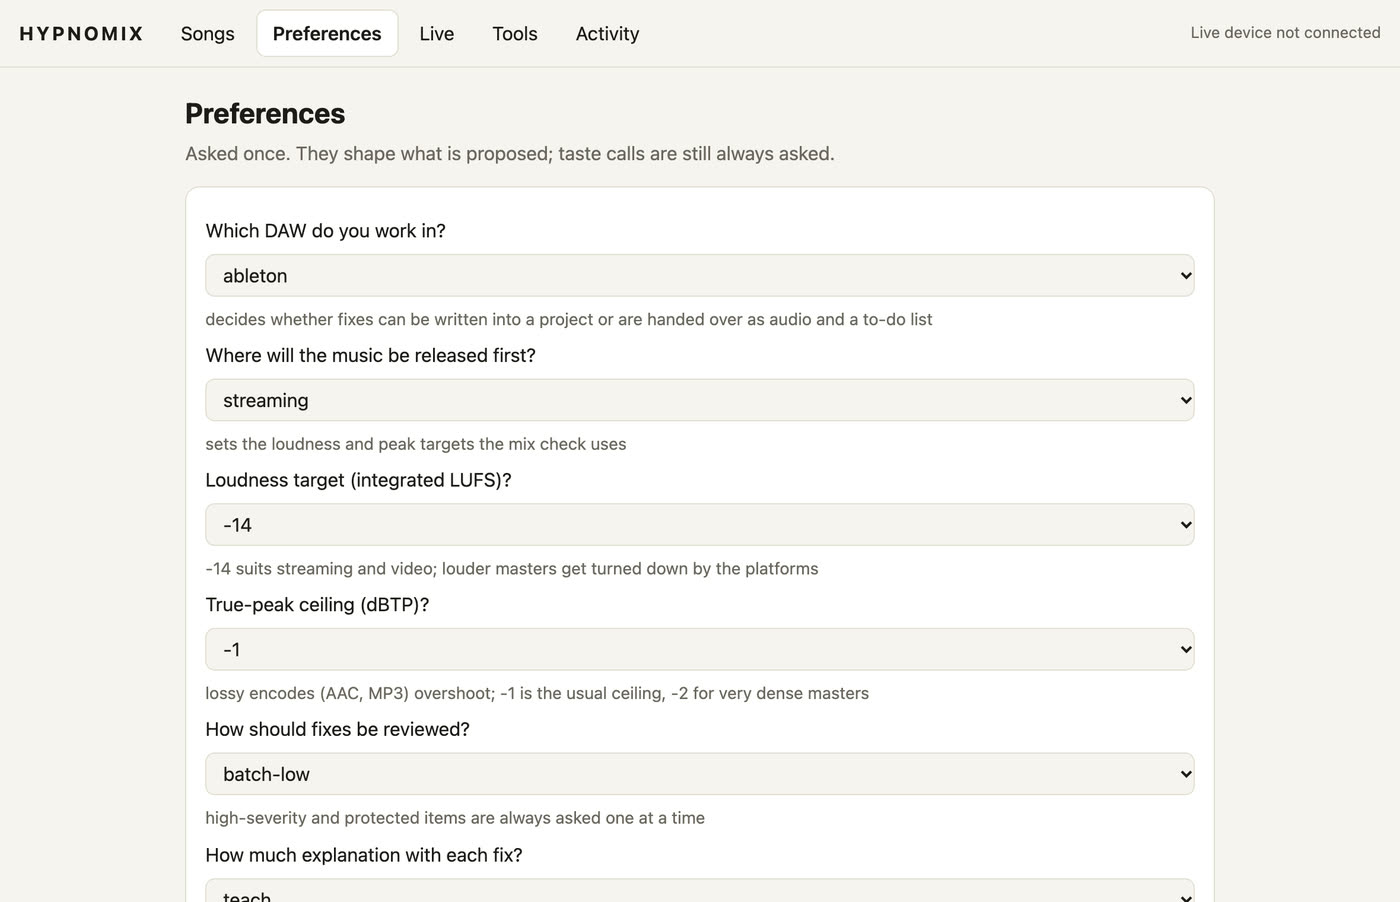 HYPNOMIX Songs Preferences Live Tools Activity Live device not connected
Preferences
Asked once. They shape what is proposed; taste calls are still always asked.
Which DAW do you work in?
ableton
decides whether fixes can be written into a project or are handed over as audio and a to-do list
Where will the music be released first?
streaming
sets the loudness and peak targets the mix check uses
Loudness target (integrated LUFS)?
-14
-14 suits streaming and video; louder masters get turned down by the platforms
True-peak ceiling (dBTP)?
-1
lossy encodes (AAC, MP3) overshoot; -1 is the usual ceiling, -2 for very dense masters
How should fixes be reviewed?
batch-low
high-severity and protected items are always asked one at a time
How much explanation with each fix?
teach